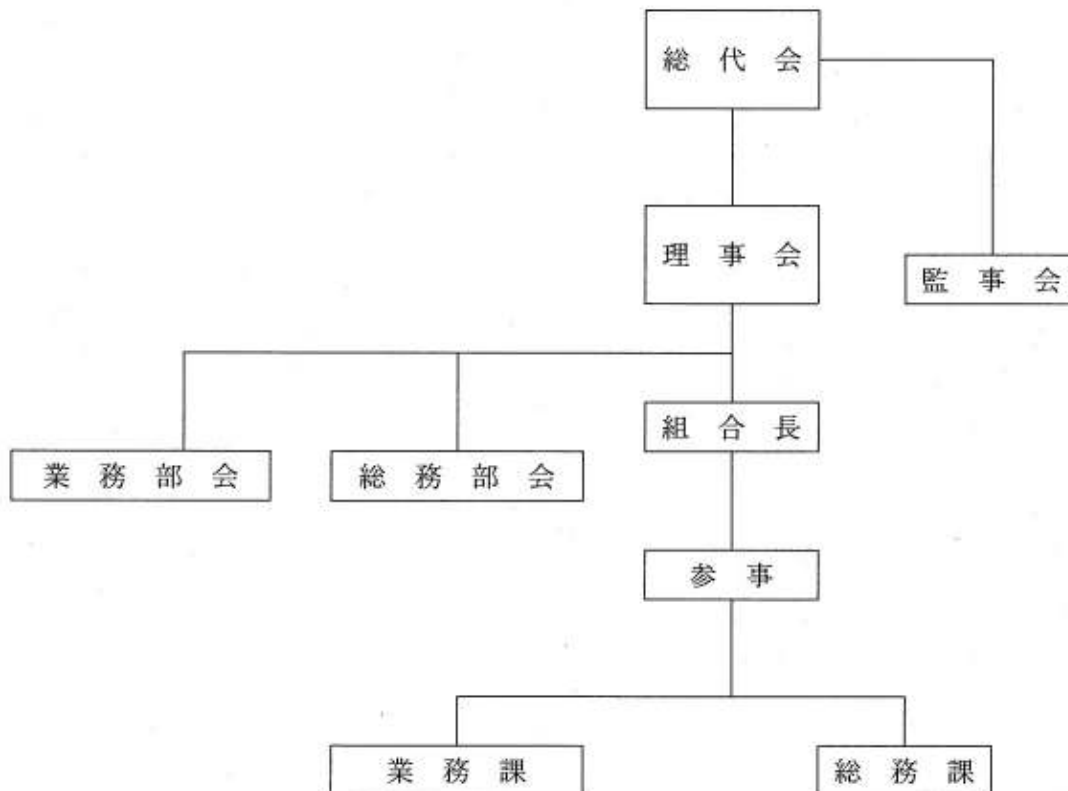 総代会
理事会
監事会
組合長
業務部会
総務部会
参事
業務課
総務課